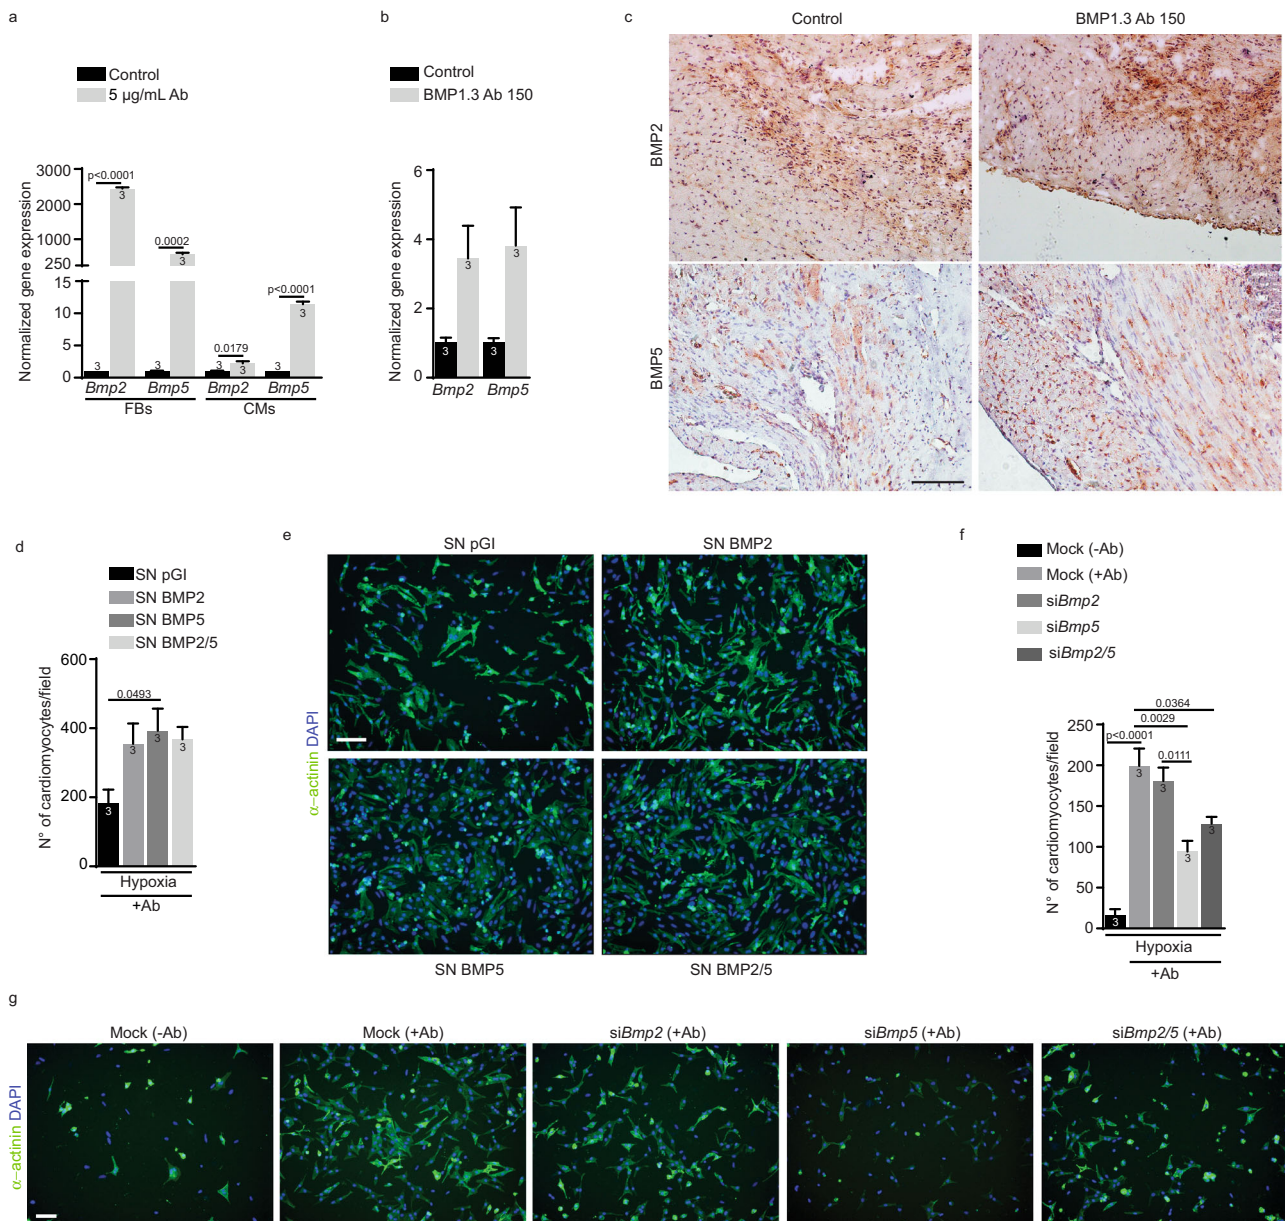 a
Control
5 µg/mL Ab
Normalized gene expression
3000
2000
1000
250
15
10
5
0
p<0.0001
0.0002
0.0179
p<0.0001
3
3
3
3
3
3
3
3
Bmp2 Bmp5 Bmp2 Bmp5
FBs CMs
b
Control
BMP1.3 Ab 150
Normalized gene expression
6
4
2
0
3
3
3
3
Bmp2 Bmp5
c
Control BMP1.3 Ab 150
BMP2
BMP5
d
SN pGI
SN BMP2
SN BMP5
SN BMP2/5
N° of cardiomyocytes/field
600
400
200
0
0.0493
3
3
3
3
Hypoxia
+Ab
e
SN pGI SN BMP2
α−actinin DAPI
SN BMP5 SN BMP2/5
f
Mock (-Ab)
Mock (+Ab)
siBmp2
siBmp5
siBmp2/5
N° of cardiomyocytes/field
250
200
150
100
50
0
0.0364
0.0029
p<0.0001
0.0111
3
3
3
3
3
Hypoxia
+Ab
g
Mock (-Ab) Mock (+Ab) siBmp2 (+Ab) siBmp5 (+Ab) siBmp2/5 (+Ab)
α−actinin DAPI